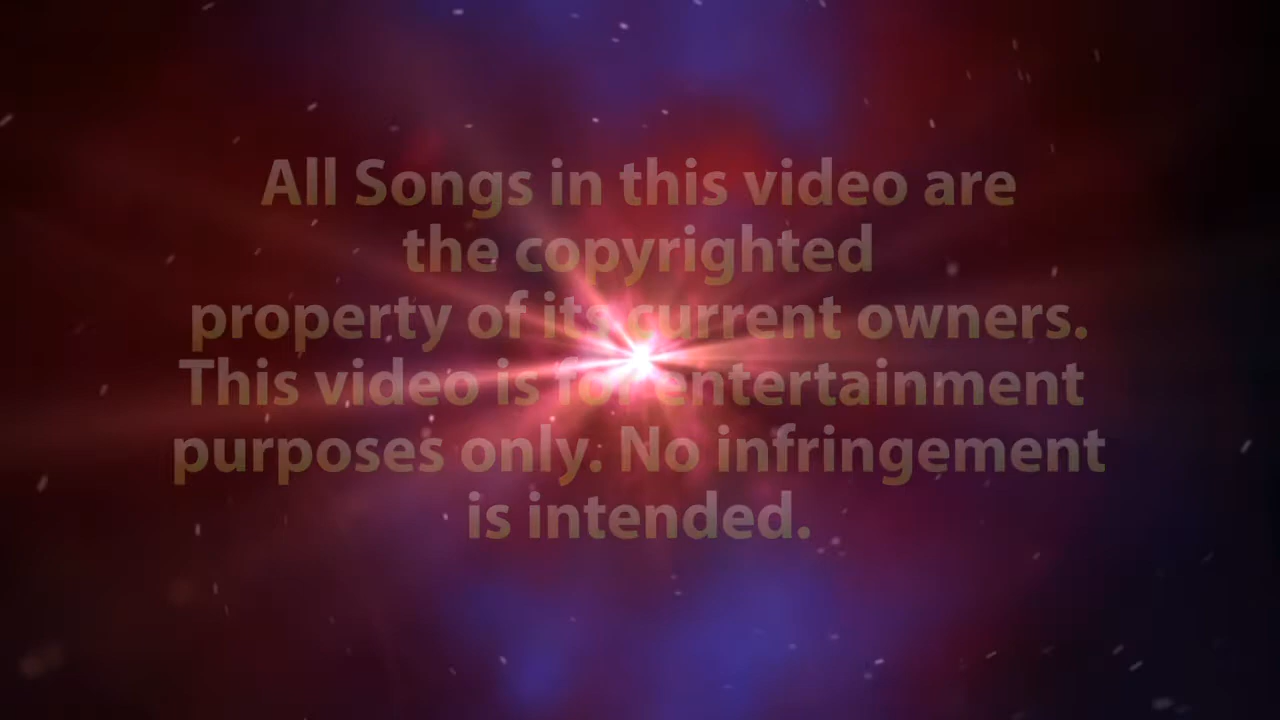 All Songs in this video are
the copyrighted
property of its current owners.
This video is for entertainment
purposes only. No infringement
is intended.